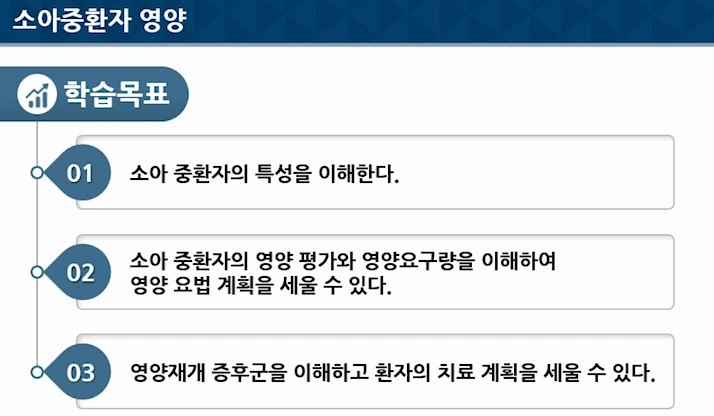 소아중환자 영양
학습목표
01
소아 중환자의 특성을 이해한다.
02
소아 중환자의 영양 평가와 영양요구량을 이해하여
영양 요법 계획을 세울 수 있다.
03
영양재개 증후군을 이해하고 환자의 치료 계획을 세울 수 있다.